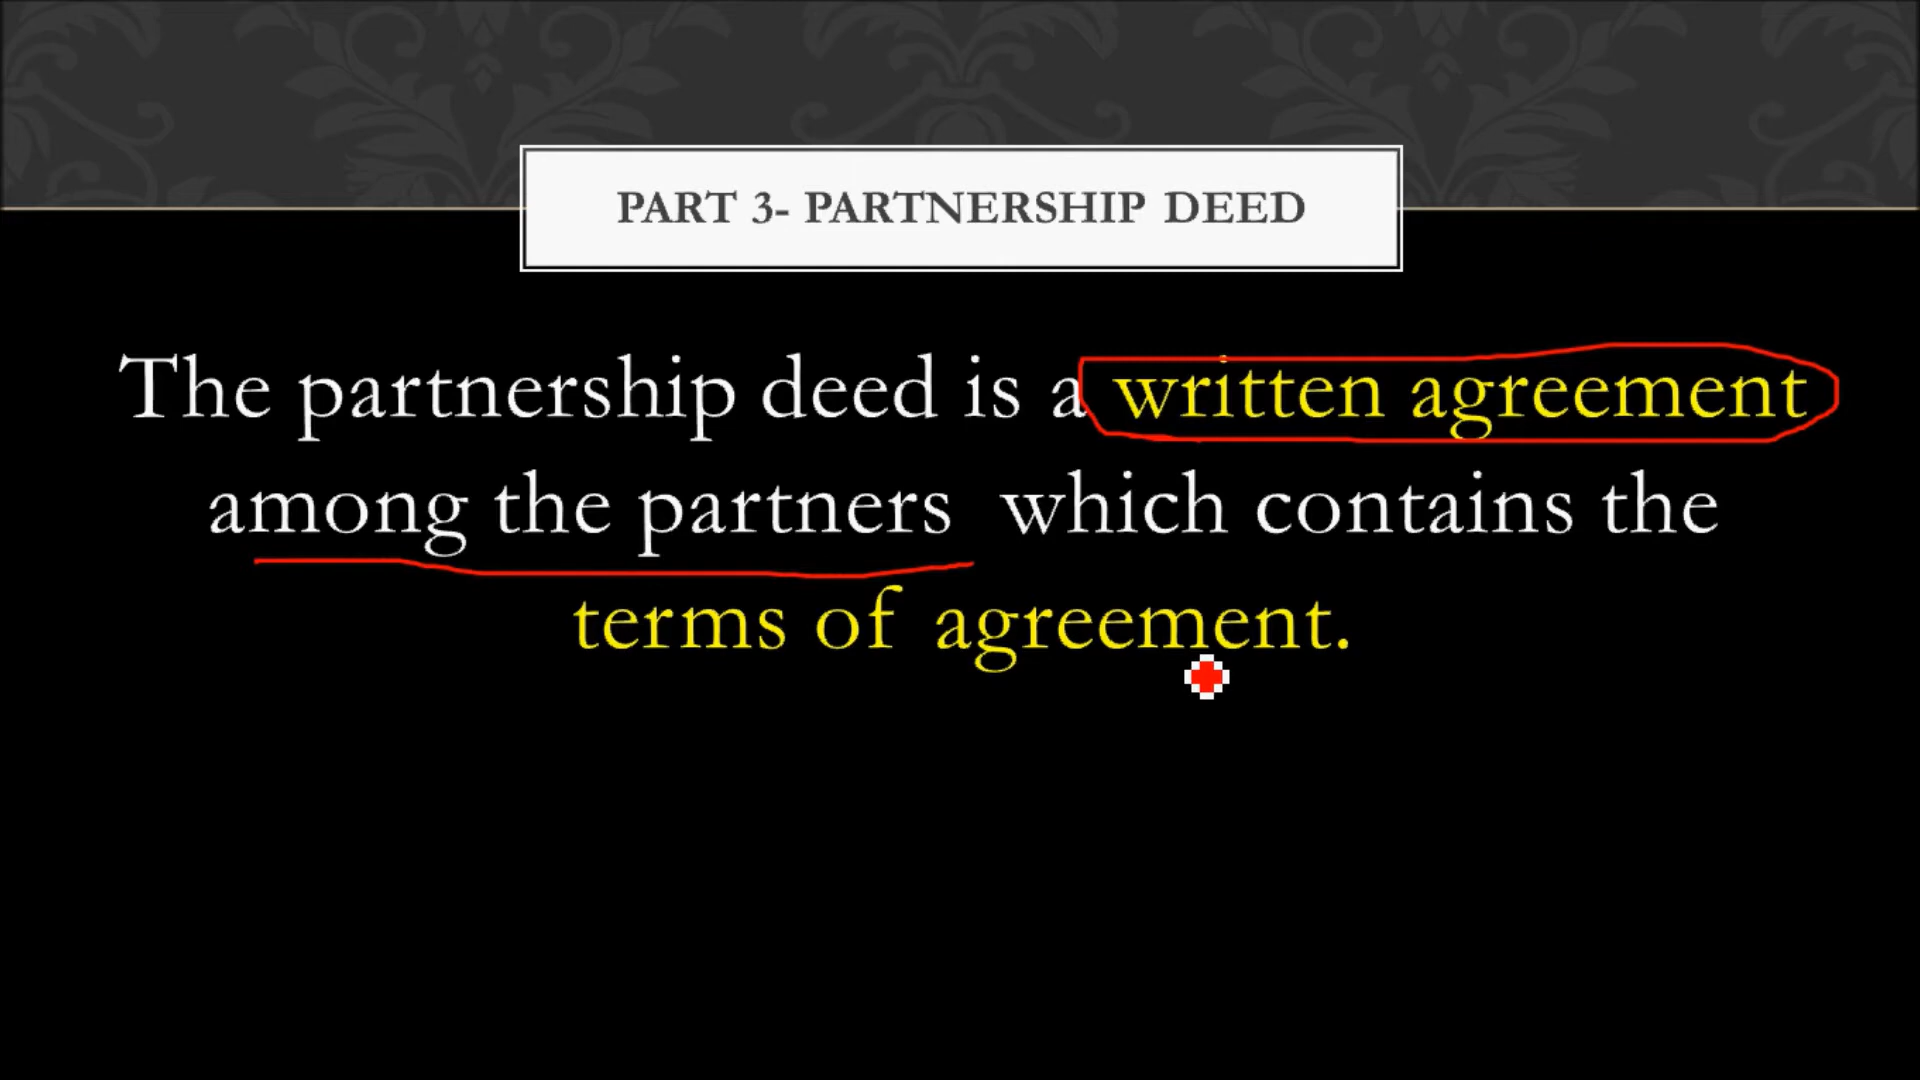 PART 3- PARTNERSHIP DEED
The partnership deed is a written agreement
among the partners which contains the
terms of agreement.